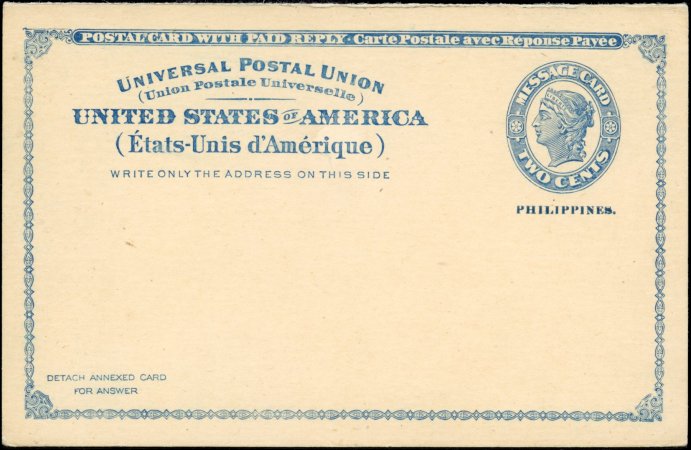 POSTAL CARD WITH PAID REPLY · Carte Postale avec Réponse Payée
UNIVERSAL POSTAL UNION
(Union Postale Universelle)
UNITED STATES OF AMERICA
(États-Unis d'Amérique)
WRITE ONLY THE ADDRESS ON THIS SIDE
MESSAGE CARD
TWO CENTS
PHILIPPINES.
DETACH ANNEXED CARD
FOR ANSWER